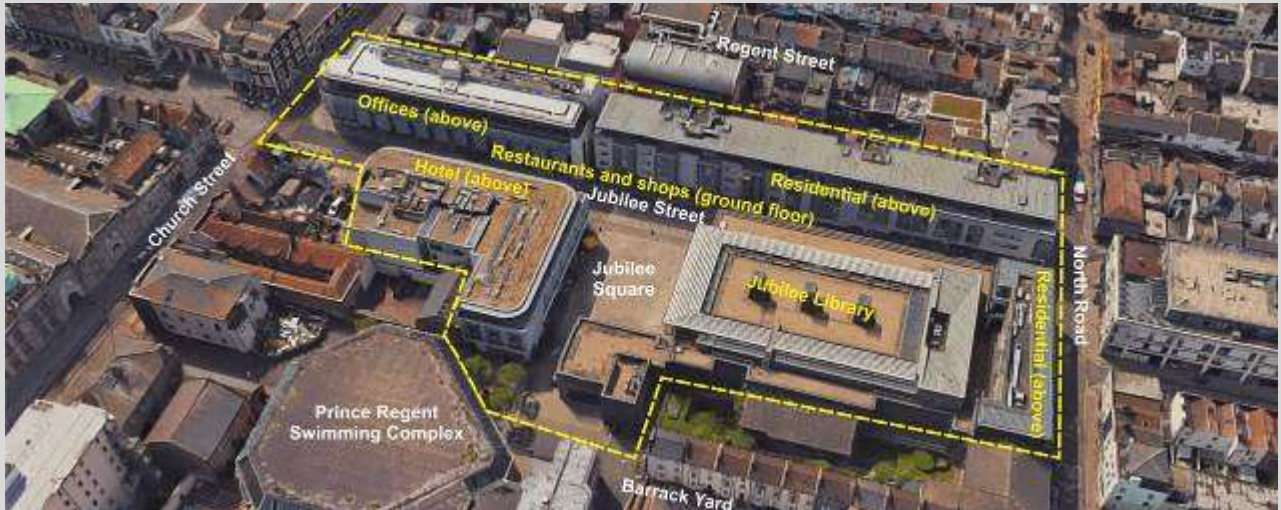 Regent Street
Offices (above)
Church Street
Hotel (above)
Restaurants and shops (ground floor)
Residential (above)
Jubilee Street
Jubilee
Square
Jubilee Library
North Road
Residential (above)
Prince Regent
Swimming Complex
Barrack Yard